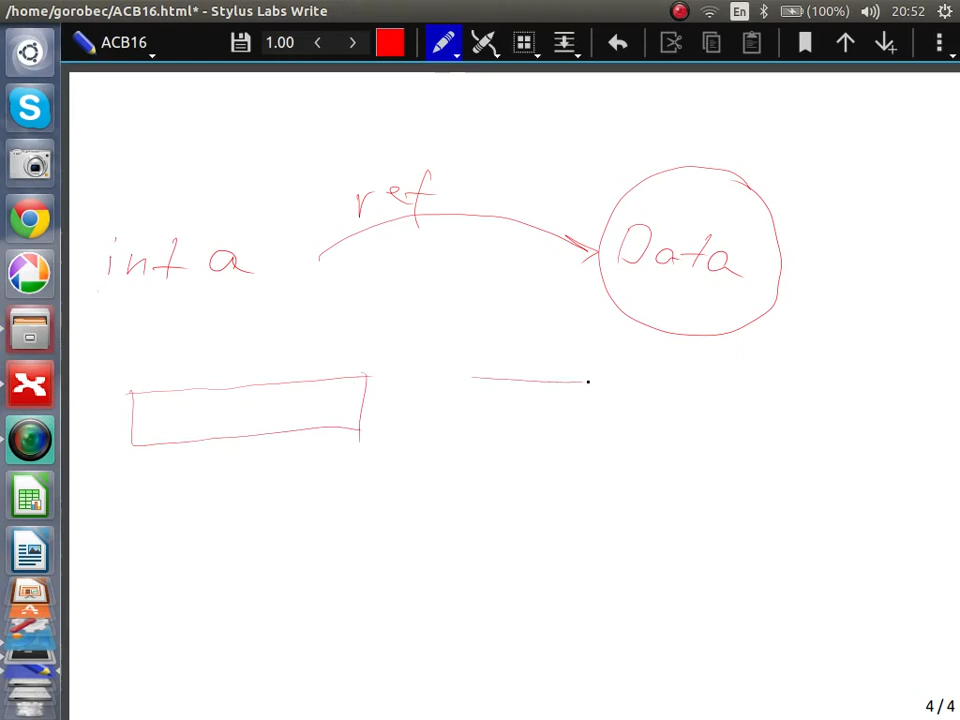 /home/gorobec/ACB16.html* - Stylus Labs Write
En (100%) 20:52
ACB16 1.00
ref
int a
Data
4 / 4